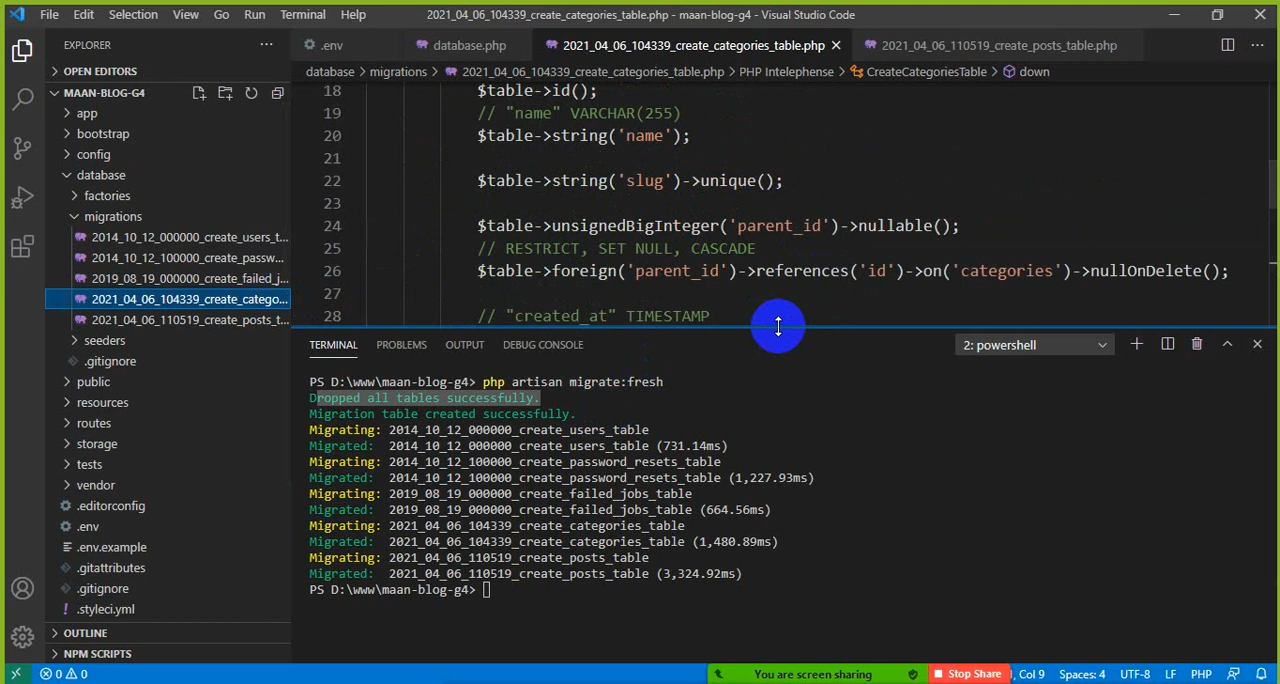 File Edit Selection View Go Run Terminal Help 2021_04_06_104339_create_categories_table.php - maan-blog-g4 - Visual Studio Code
EXPLORER
.env database.php 2021_04_06_104339_create_categories_table.php 2021_04_06_110519_create_posts_table.php
database > migrations > 2021_04_06_104339_create_categories_table.php > PHP Intelephense > CreateCategoriesTable > down
OPEN EDITORS
MAAN-BLOG-G4
app
bootstrap
config
database
factories
migrations
2014_10_12_000000_create_users_t...
2014_10_12_100000_create_passw...
2019_08_19_000000_create_failed_j...
2021_04_06_104339_create_catego...
2021_04_06_110519_create_posts_t...
seeders
.gitignore
public
resources
routes
storage
tests
vendor
.editorconfig
.env
.env.example
.gitattributes
.gitignore
.styleci.yml
OUTLINE
NPM SCRIPTS
18 $table->id();
19 // "name" VARCHAR(255)
20 $table->string('name');
21
22 $table->string('slug')->unique();
23
24 $table->unsignedBigInteger('parent_id')->nullable();
25 // RESTRICT, SET NULL, CASCADE
26 $table->foreign('parent_id')->references('id')->on('categories')->nullOnDelete();
27
28 // "created_at" TIMESTAMP
TERMINAL PROBLEMS OUTPUT DEBUG CONSOLE 2: powershell
PS D:\www\maan-blog-g4> php artisan migrate:fresh
Dropped all tables successfully.
Migration table created successfully.
Migrating: 2014_10_12_000000_create_users_table
Migrated: 2014_10_12_000000_create_users_table (731.14ms)
Migrating: 2014_10_12_100000_create_password_resets_table
Migrated: 2014_10_12_100000_create_password_resets_table (1,227.93ms)
Migrating: 2019_08_19_000000_create_failed_jobs_table
Migrated: 2019_08_19_000000_create_failed_jobs_table (664.56ms)
Migrating: 2021_04_06_104339_create_categories_table
Migrated: 2021_04_06_104339_create_categories_table (1,480.89ms)
Migrating: 2021_04_06_110519_create_posts_table
Migrated: 2021_04_06_110519_create_posts_table (3,324.92ms)
PS D:\www\maan-blog-g4>
0 0 You are screen sharing Stop Share Col 9 Spaces: 4 UTF-8 LF PHP